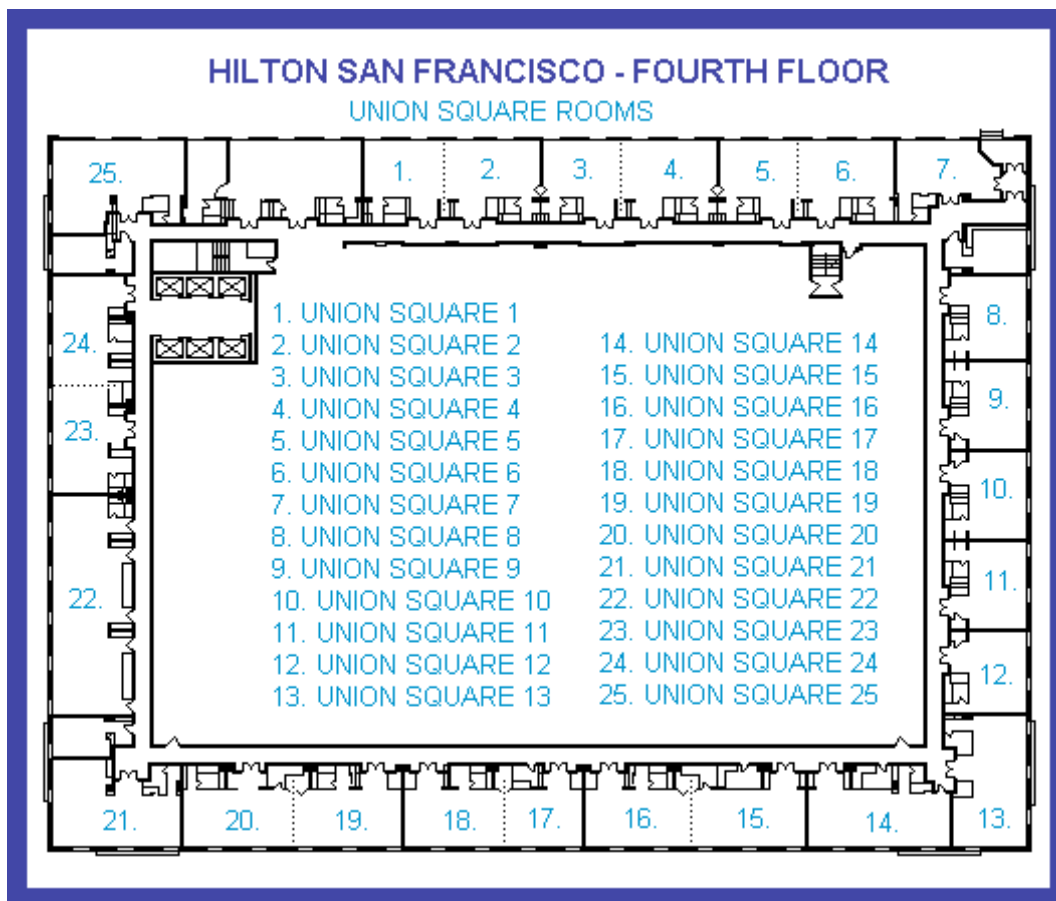 HILTON SAN FRANCISCO - FOURTH FLOOR
UNION SQUARE ROOMS
25.
1.
2.
3.
4.
5.
6.
7.
24.
23.
22.
8.
9.
10.
11.
12.
1. UNION SQUARE 1
2. UNION SQUARE 2
3. UNION SQUARE 3
4. UNION SQUARE 4
5. UNION SQUARE 5
6. UNION SQUARE 6
7. UNION SQUARE 7
8. UNION SQUARE 8
9. UNION SQUARE 9
10. UNION SQUARE 10
11. UNION SQUARE 11
12. UNION SQUARE 12
13. UNION SQUARE 13
14. UNION SQUARE 14
15. UNION SQUARE 15
16. UNION SQUARE 16
17. UNION SQUARE 17
18. UNION SQUARE 18
19. UNION SQUARE 19
20. UNION SQUARE 20
21. UNION SQUARE 21
22. UNION SQUARE 22
23. UNION SQUARE 23
24. UNION SQUARE 24
25. UNION SQUARE 25
21.
20.
19.
18.
17.
16.
15.
14.
13.